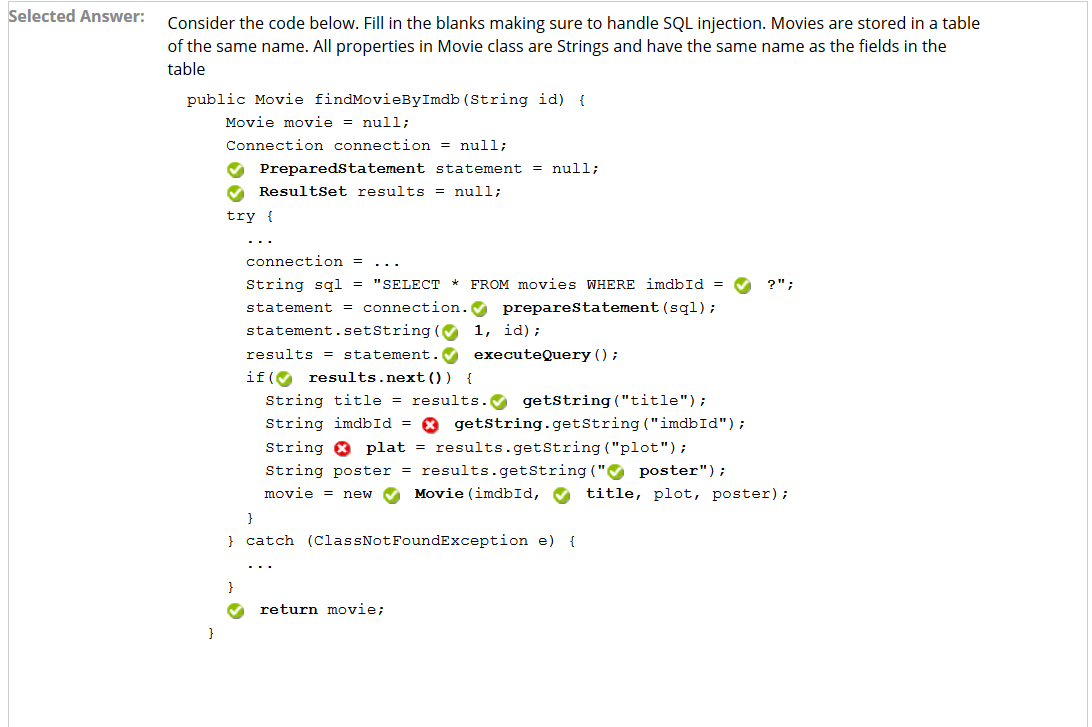 Selected Answer:
Consider the code below. Fill in the blanks making sure to handle SQL injection. Movies are stored in a table
of the same name. All properties in Movie class are Strings and have the same name as the fields in the
table
public Movie findMovieByImdb(String id) {
Movie movie = null;
Connection connection = null;
PreparedStatement statement = null;
ResultSet results = null;
try {
...
connection = ...
String sql = "SELECT * FROM movies WHERE imdbId = ?";
statement = connection. prepareStatement(sql);
statement.setString( 1, id);
results = statement. executeQuery();
if( results.next()) {
String title = results. getString("title");
String imdbId = getString.getString("imdbId");
String plat = results.getString("plot");
String poster = results.getString(" poster");
movie = new Movie(imdbId, title, plot, poster);
}
} catch (ClassNotFoundException e) {
...
}
return movie;
}